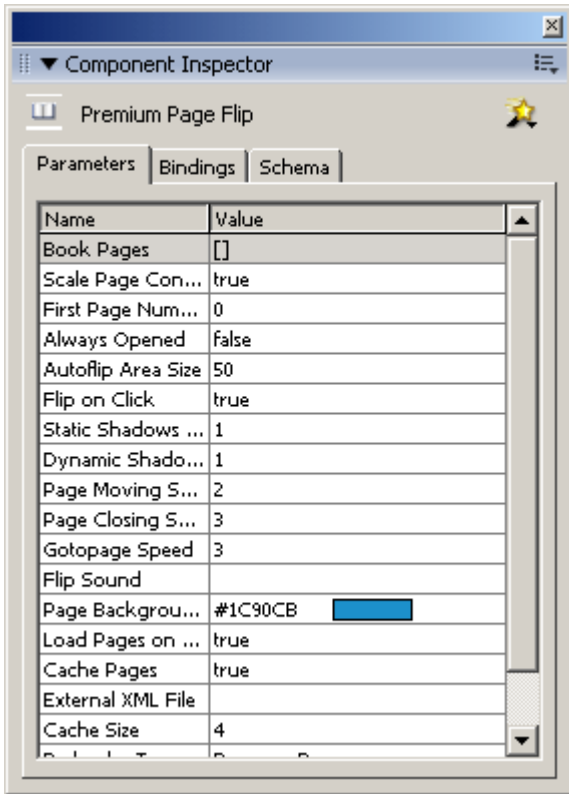 Component Inspector
Premium Page Flip
Parameters Bindings Schema
Name Value
Book Pages []
Scale Page Con... true
First Page Num... 0
Always Opened false
Autoflip Area Size 50
Flip on Click true
Static Shadows ... 1
Dynamic Shado... 1
Page Moving S... 2
Page Closing S... 3
Gotopage Speed 3
Flip Sound
Page Backgrou... #1C90CB
Load Pages on ... true
Cache Pages true
External XML File
Cache Size 4